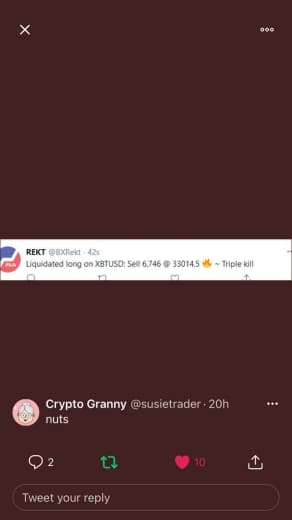 REKT @BXRekt · 42s
Liquidated long on XBTUSD: Sell 6,746 @ 33014.5 🔥 ~ Triple kill
Crypto Granny @susietrader · 20h
nuts
2
10
Tweet your reply